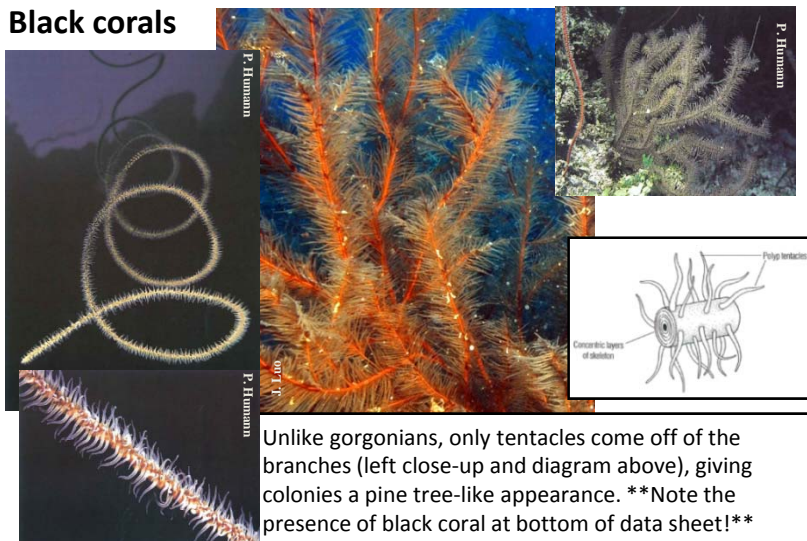 Black corals
P. Humann
P. Humann
J. Luo
Polyp tentacles
Concentric layers
of skeleton
P. Humann
Unlike gorgonians, only tentacles come off of the
branches (left close-up and diagram above), giving
colonies a pine tree-like appearance. **Note the
presence of black coral at bottom of data sheet!**